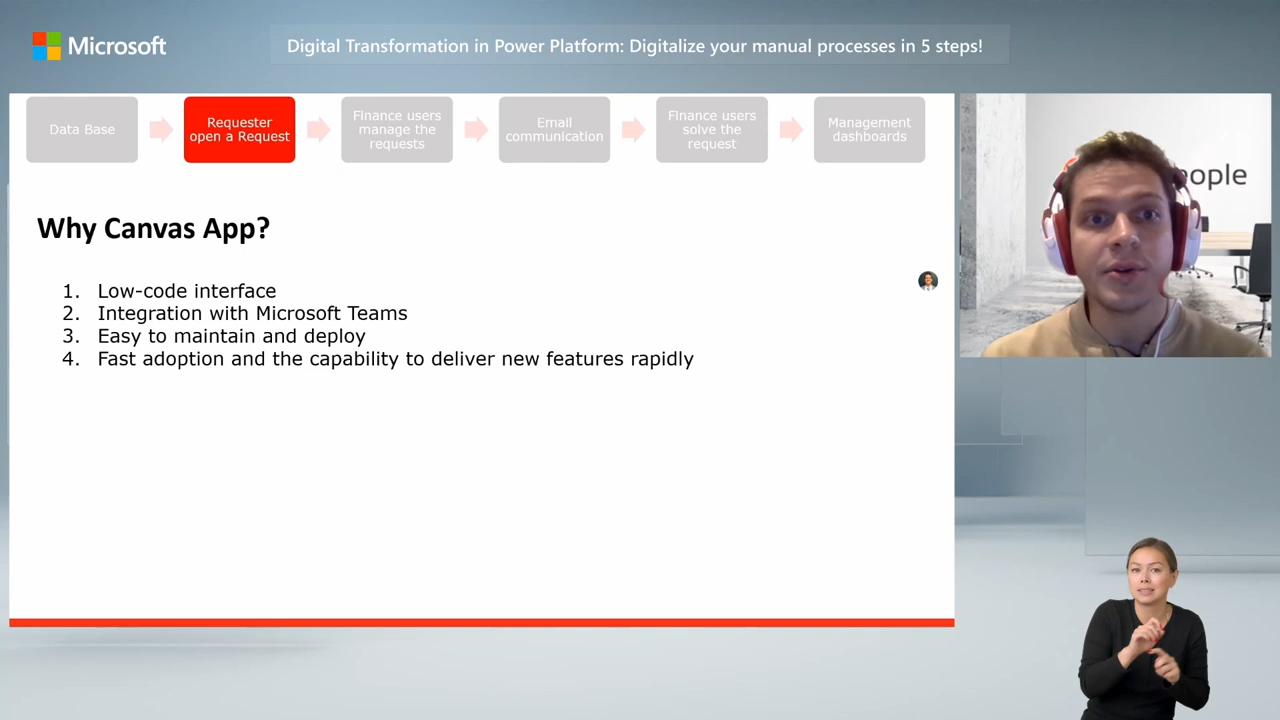 Microsoft
Digital Transformation in Power Platform: Digitalize your manual processes in 5 steps!
Data Base
Requester
open a Request
Finance users
manage the
requests
Email
communication
Finance users
solve the
request
Management
dashboards
Why Canvas App?
1. Low-code interface
2. Integration with Microsoft Teams
3. Easy to maintain and deploy
4. Fast adoption and the capability to deliver new features rapidly